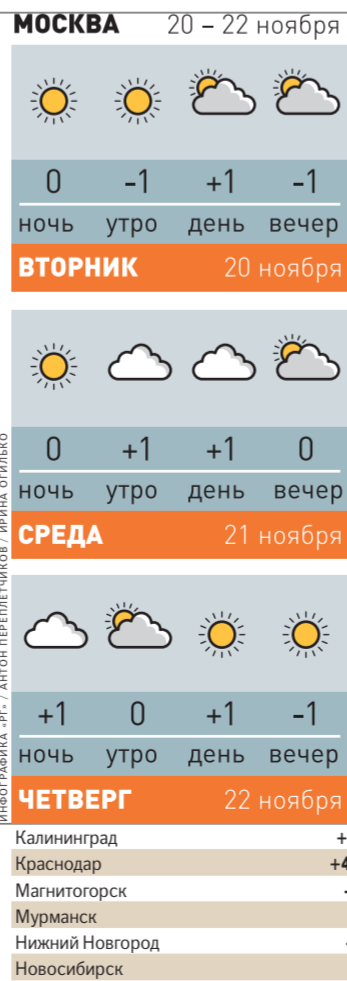 МОСКВА 20 – 22 ноября
0 -1 +1 -1
ночь утро день вечер
ВТОРНИК 20 ноября
0 +1 +1 0
ночь утро день вечер
СРЕДА 21 ноября
+1 0 +1 -1
ночь утро день вечер
ЧЕТВЕРГ 22 ноября
ИНФОГРАФИКА «РГ» / АНТОН ПЕРЕПЛЕТЧИКОВ / ИРИНА ОГИЛЬКО
Калининград
Краснодар
Магнитогорск
Мурманск
Нижний Новгород
Новосибирск